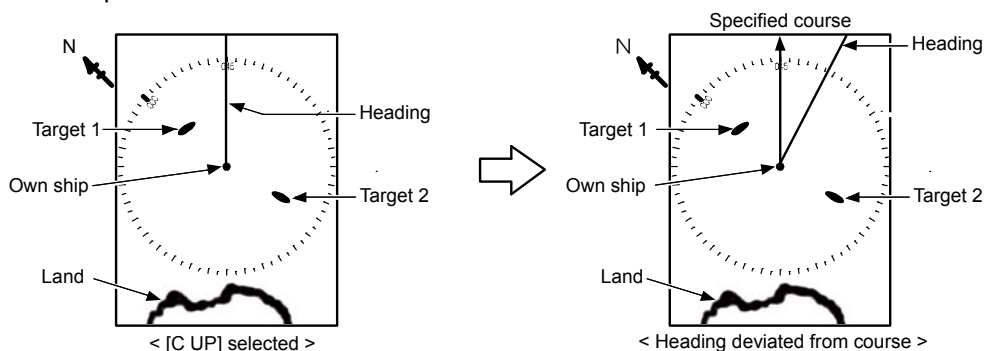 Specified course
N
Heading
Target 1
Own ship
Target 2
Land
< [C UP] selected >
N
Heading
Target 1
Own ship
Target 2
Land
< Heading deviated from course >